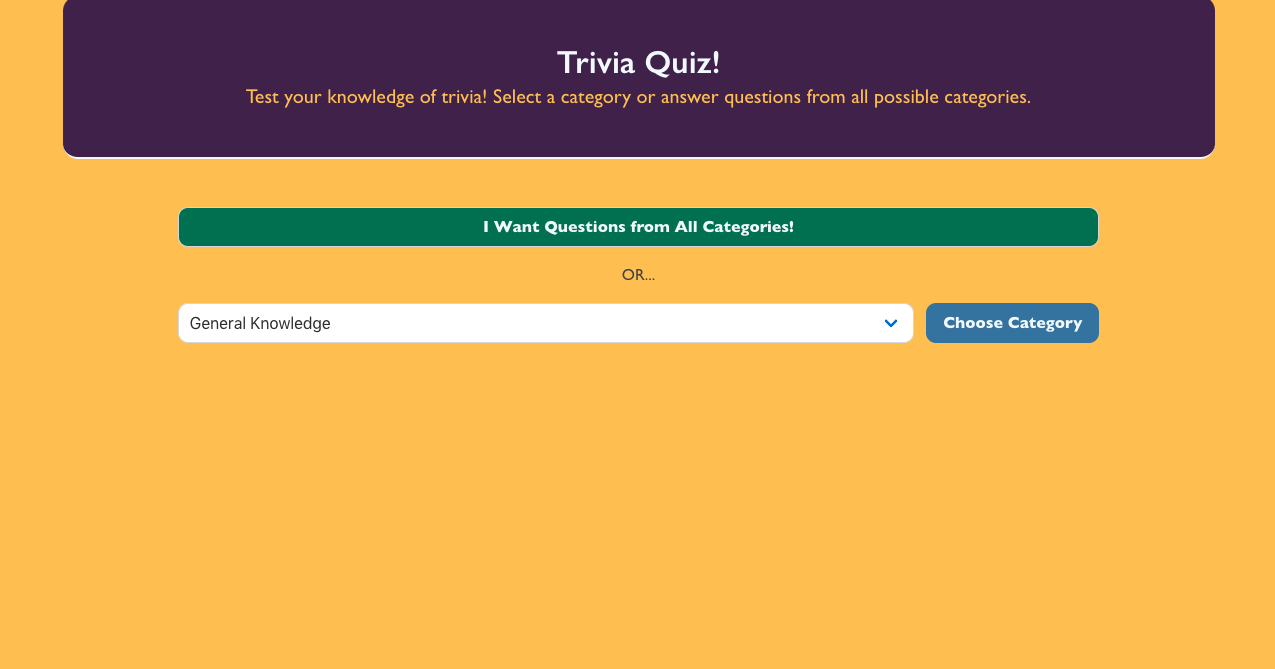 Trivia Quiz!
Test your knowledge of trivia! Select a category or answer questions from all possible categories.
I Want Questions from All Categories!
OR...
General Knowledge
Choose Category